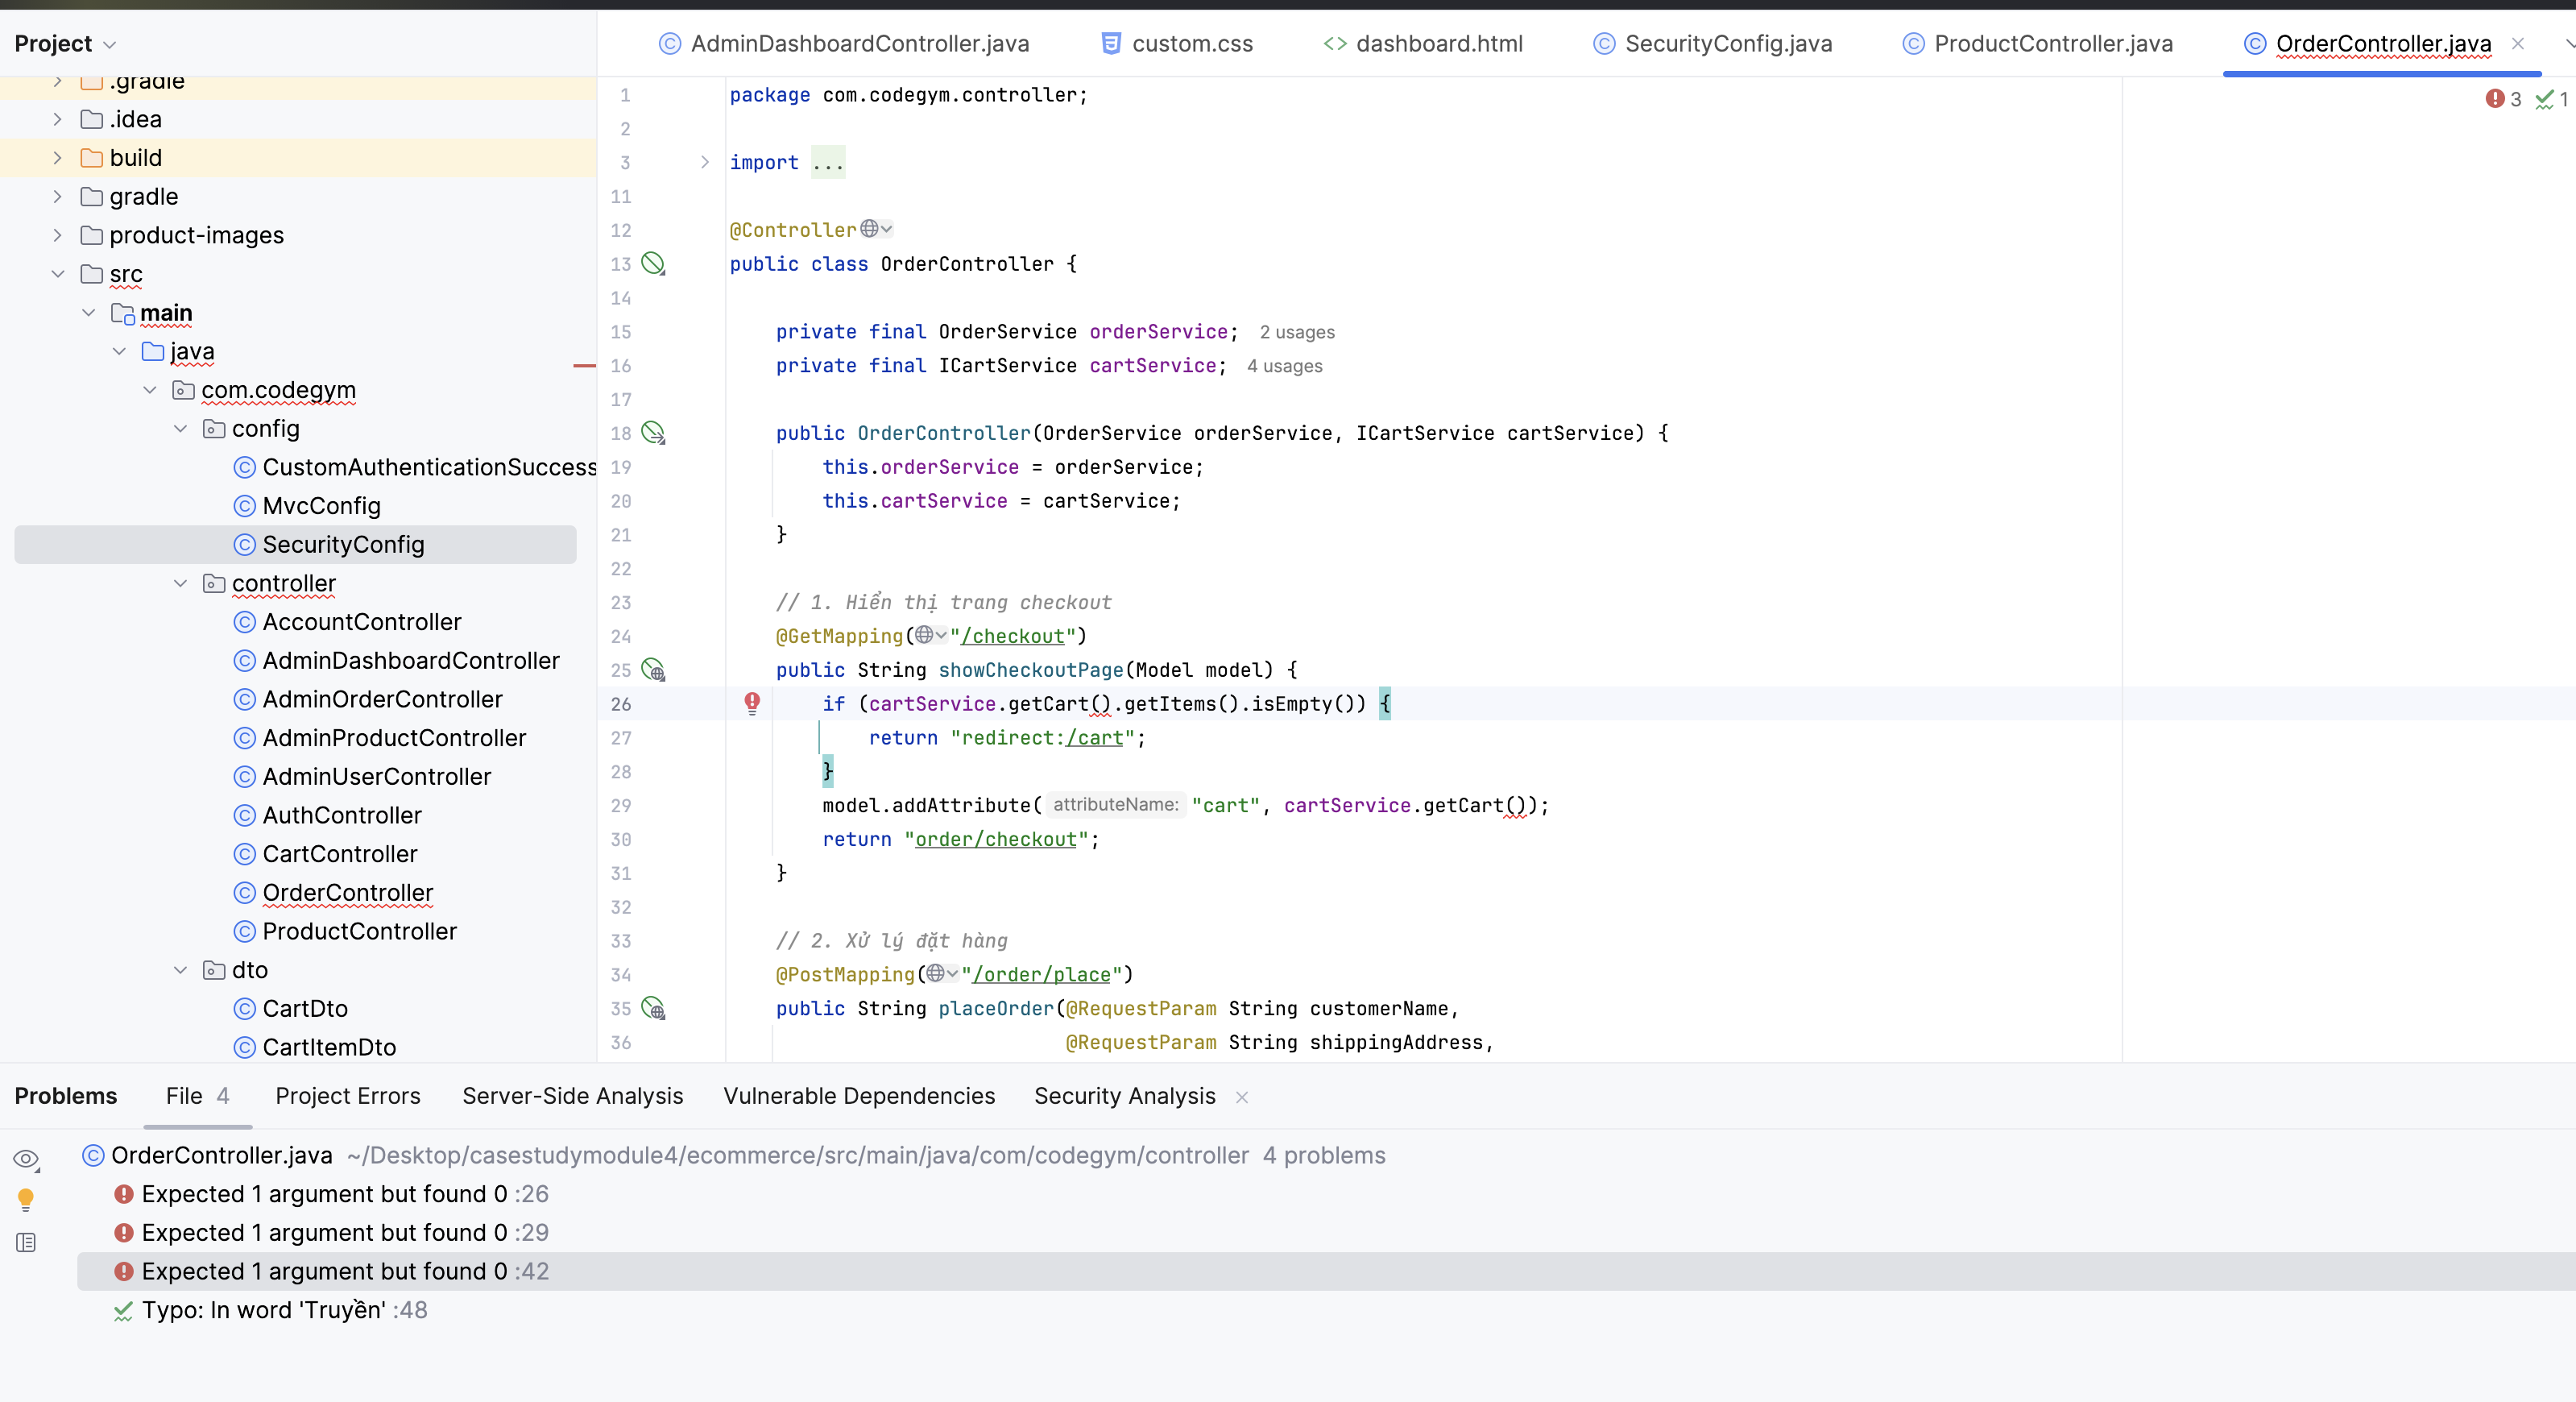 Project
AdminDashboardController.java
custom.css
dashboard.html
SecurityConfig.java
ProductController.java
OrderController.java
.gradle
.idea
build
gradle
product-images
src
main
java
com.codegym
config
CustomAuthenticationSuccess
MvcConfig
SecurityConfig
controller
AccountController
AdminDashboardController
AdminOrderController
AdminProductController
AdminUserController
AuthController
CartController
OrderController
ProductController
dto
CartDto
CartItemDto
3 1
1 package com.codegym.controller;
2
3 import ...
11
12 @Controller
13 public class OrderController {
14
15 private final OrderService orderService; 2 usages
16 private final ICartService cartService; 4 usages
17
18 public OrderController(OrderService orderService, ICartService cartService) {
19 this.orderService = orderService;
20 this.cartService = cartService;
21 }
22
23 // 1. Hiển thị trang checkout
24 @GetMapping("/checkout")
25 public String showCheckoutPage(Model model) {
26 if (cartService.getCart().getItems().isEmpty()) {
27 return "redirect:/cart";
28 }
29 model.addAttribute( attributeName: "cart", cartService.getCart());
30 return "order/checkout";
31 }
32
33 // 2. Xử lý đặt hàng
34 @PostMapping("/order/place")
35 public String placeOrder(@RequestParam String customerName,
36 @RequestParam String shippingAddress,
Problems File 4 Project Errors Server-Side Analysis Vulnerable Dependencies Security Analysis
OrderController.java ~/Desktop/casestudymodule4/ecommerce/src/main/java/com/codegym/controller 4 problems
Expected 1 argument but found 0 :26
Expected 1 argument but found 0 :29
Expected 1 argument but found 0 :42
Typo: In word 'Truyền' :48